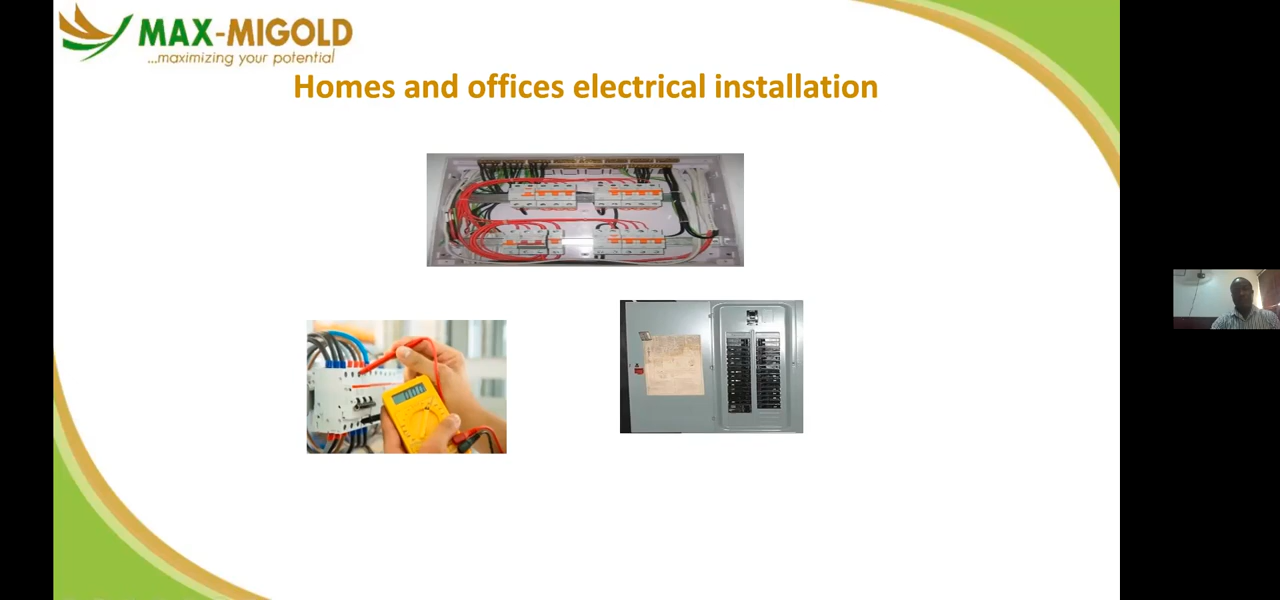 MAX-MIGOLD
...maximizing your potential
Homes and offices electrical installation